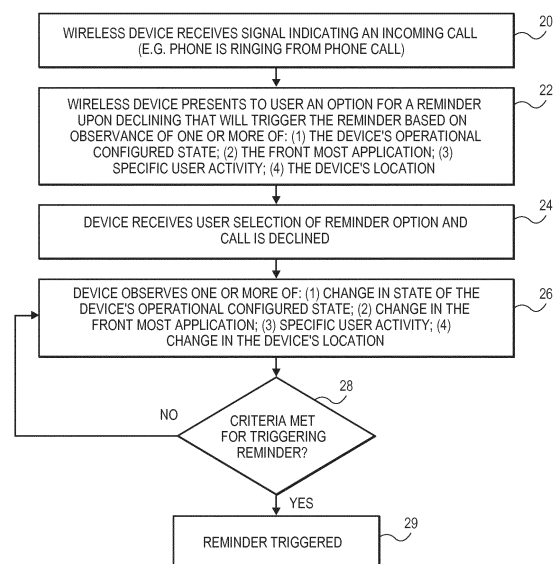 WIRELESS DEVICE RECEIVES SIGNAL INDICATING AN INCOMING CALL
(E.G. PHONE IS RINGING FROM PHONE CALL)
20
WIRELESS DEVICE PRESENTS TO USER AN OPTION FOR A REMINDER
UPON DECLINING THAT WILL TRIGGER THE REMINDER BASED ON
OBSERVANCE OF ONE OR MORE OF: (1) THE DEVICE'S OPERATIONAL
CONFIGURED STATE; (2) THE FRONT MOST APPLICATION; (3)
SPECIFIC USER ACTIVITY; (4) THE DEVICE'S LOCATION
22
DEVICE RECEIVES USER SELECTION OF REMINDER OPTION AND
CALL IS DECLINED
24
DEVICE OBSERVES ONE OR MORE OF: (1) CHANGE IN STATE OF THE
DEVICE'S OPERATIONAL CONFIGURED STATE; (2) CHANGE IN THE
FRONT MOST APPLICATION; (3) SPECIFIC USER ACTIVITY; (4)
CHANGE IN THE DEVICE'S LOCATION
26
28
NO
CRITERIA MET
FOR TRIGGERING
REMINDER?
YES
29
REMINDER TRIGGERED